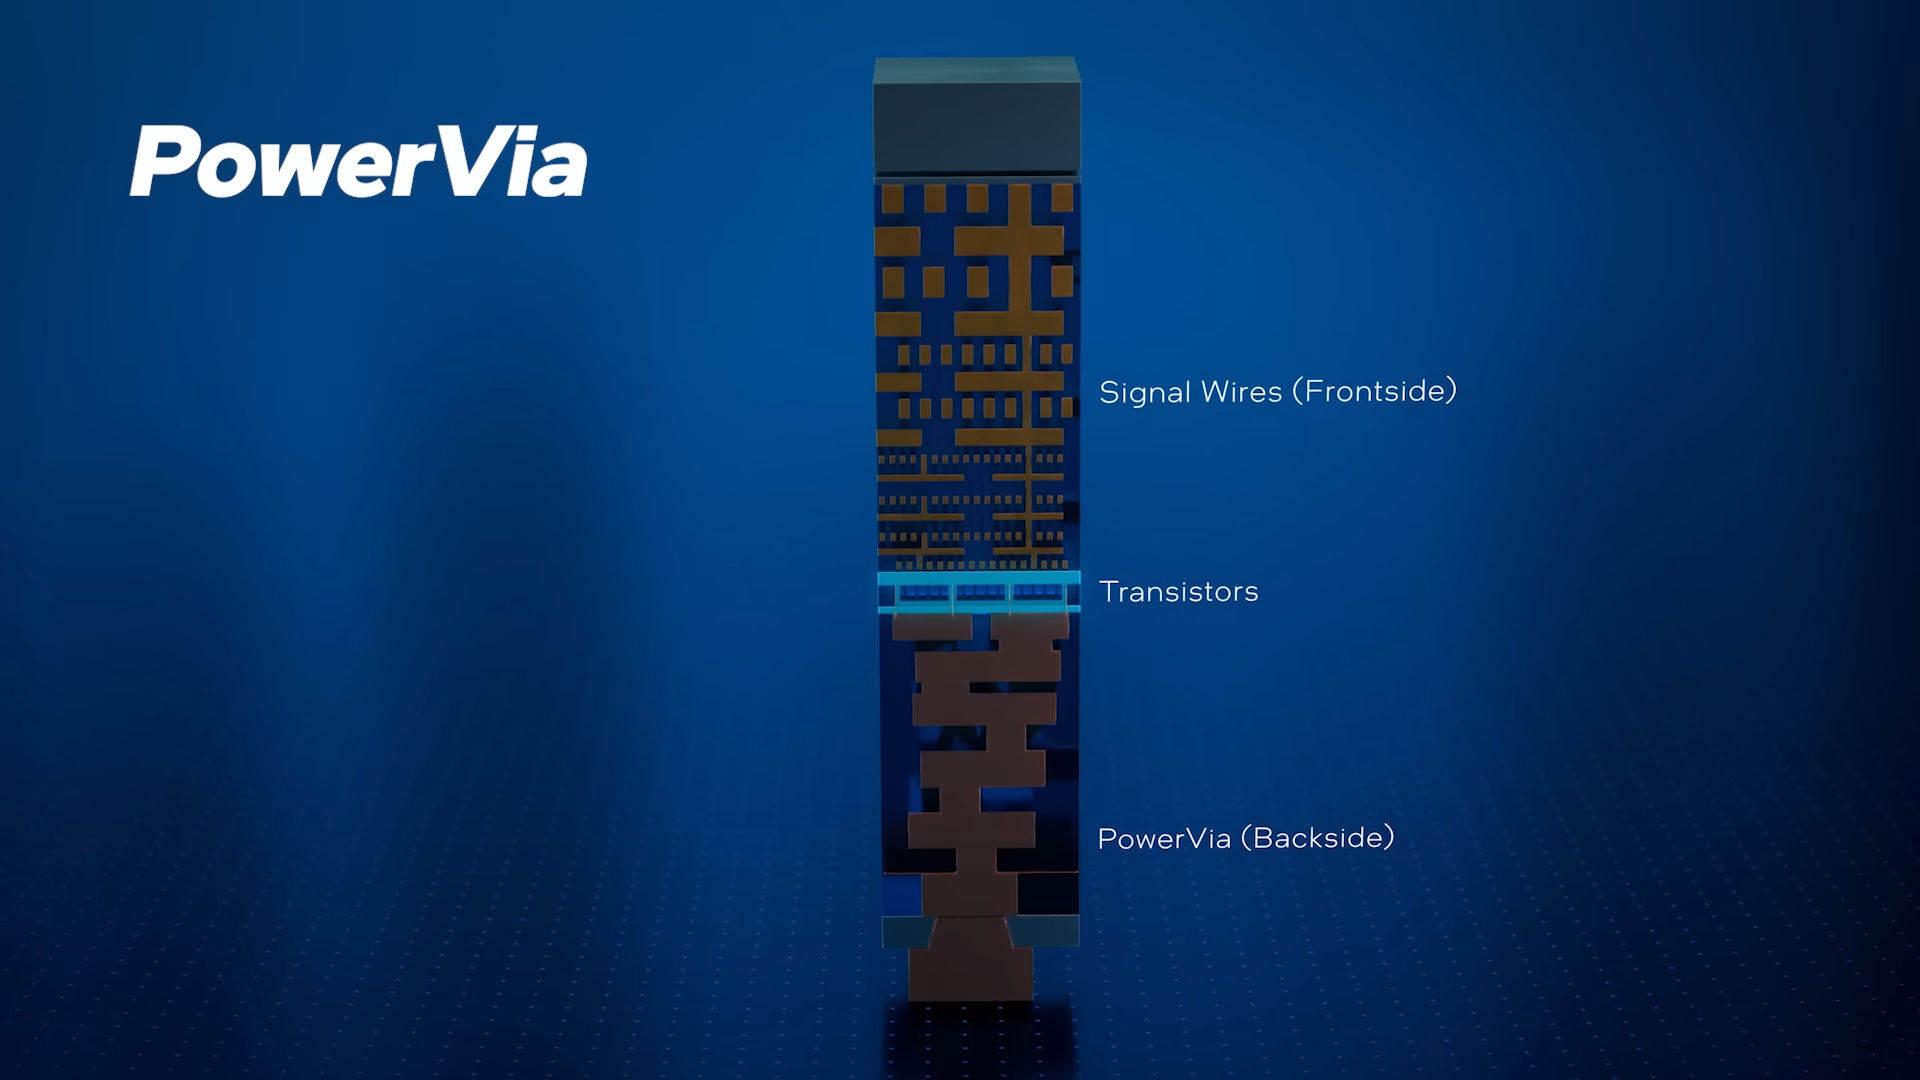 PowerVia
Signal Wires (Frontside)
Transistors
PowerVia (Backside)